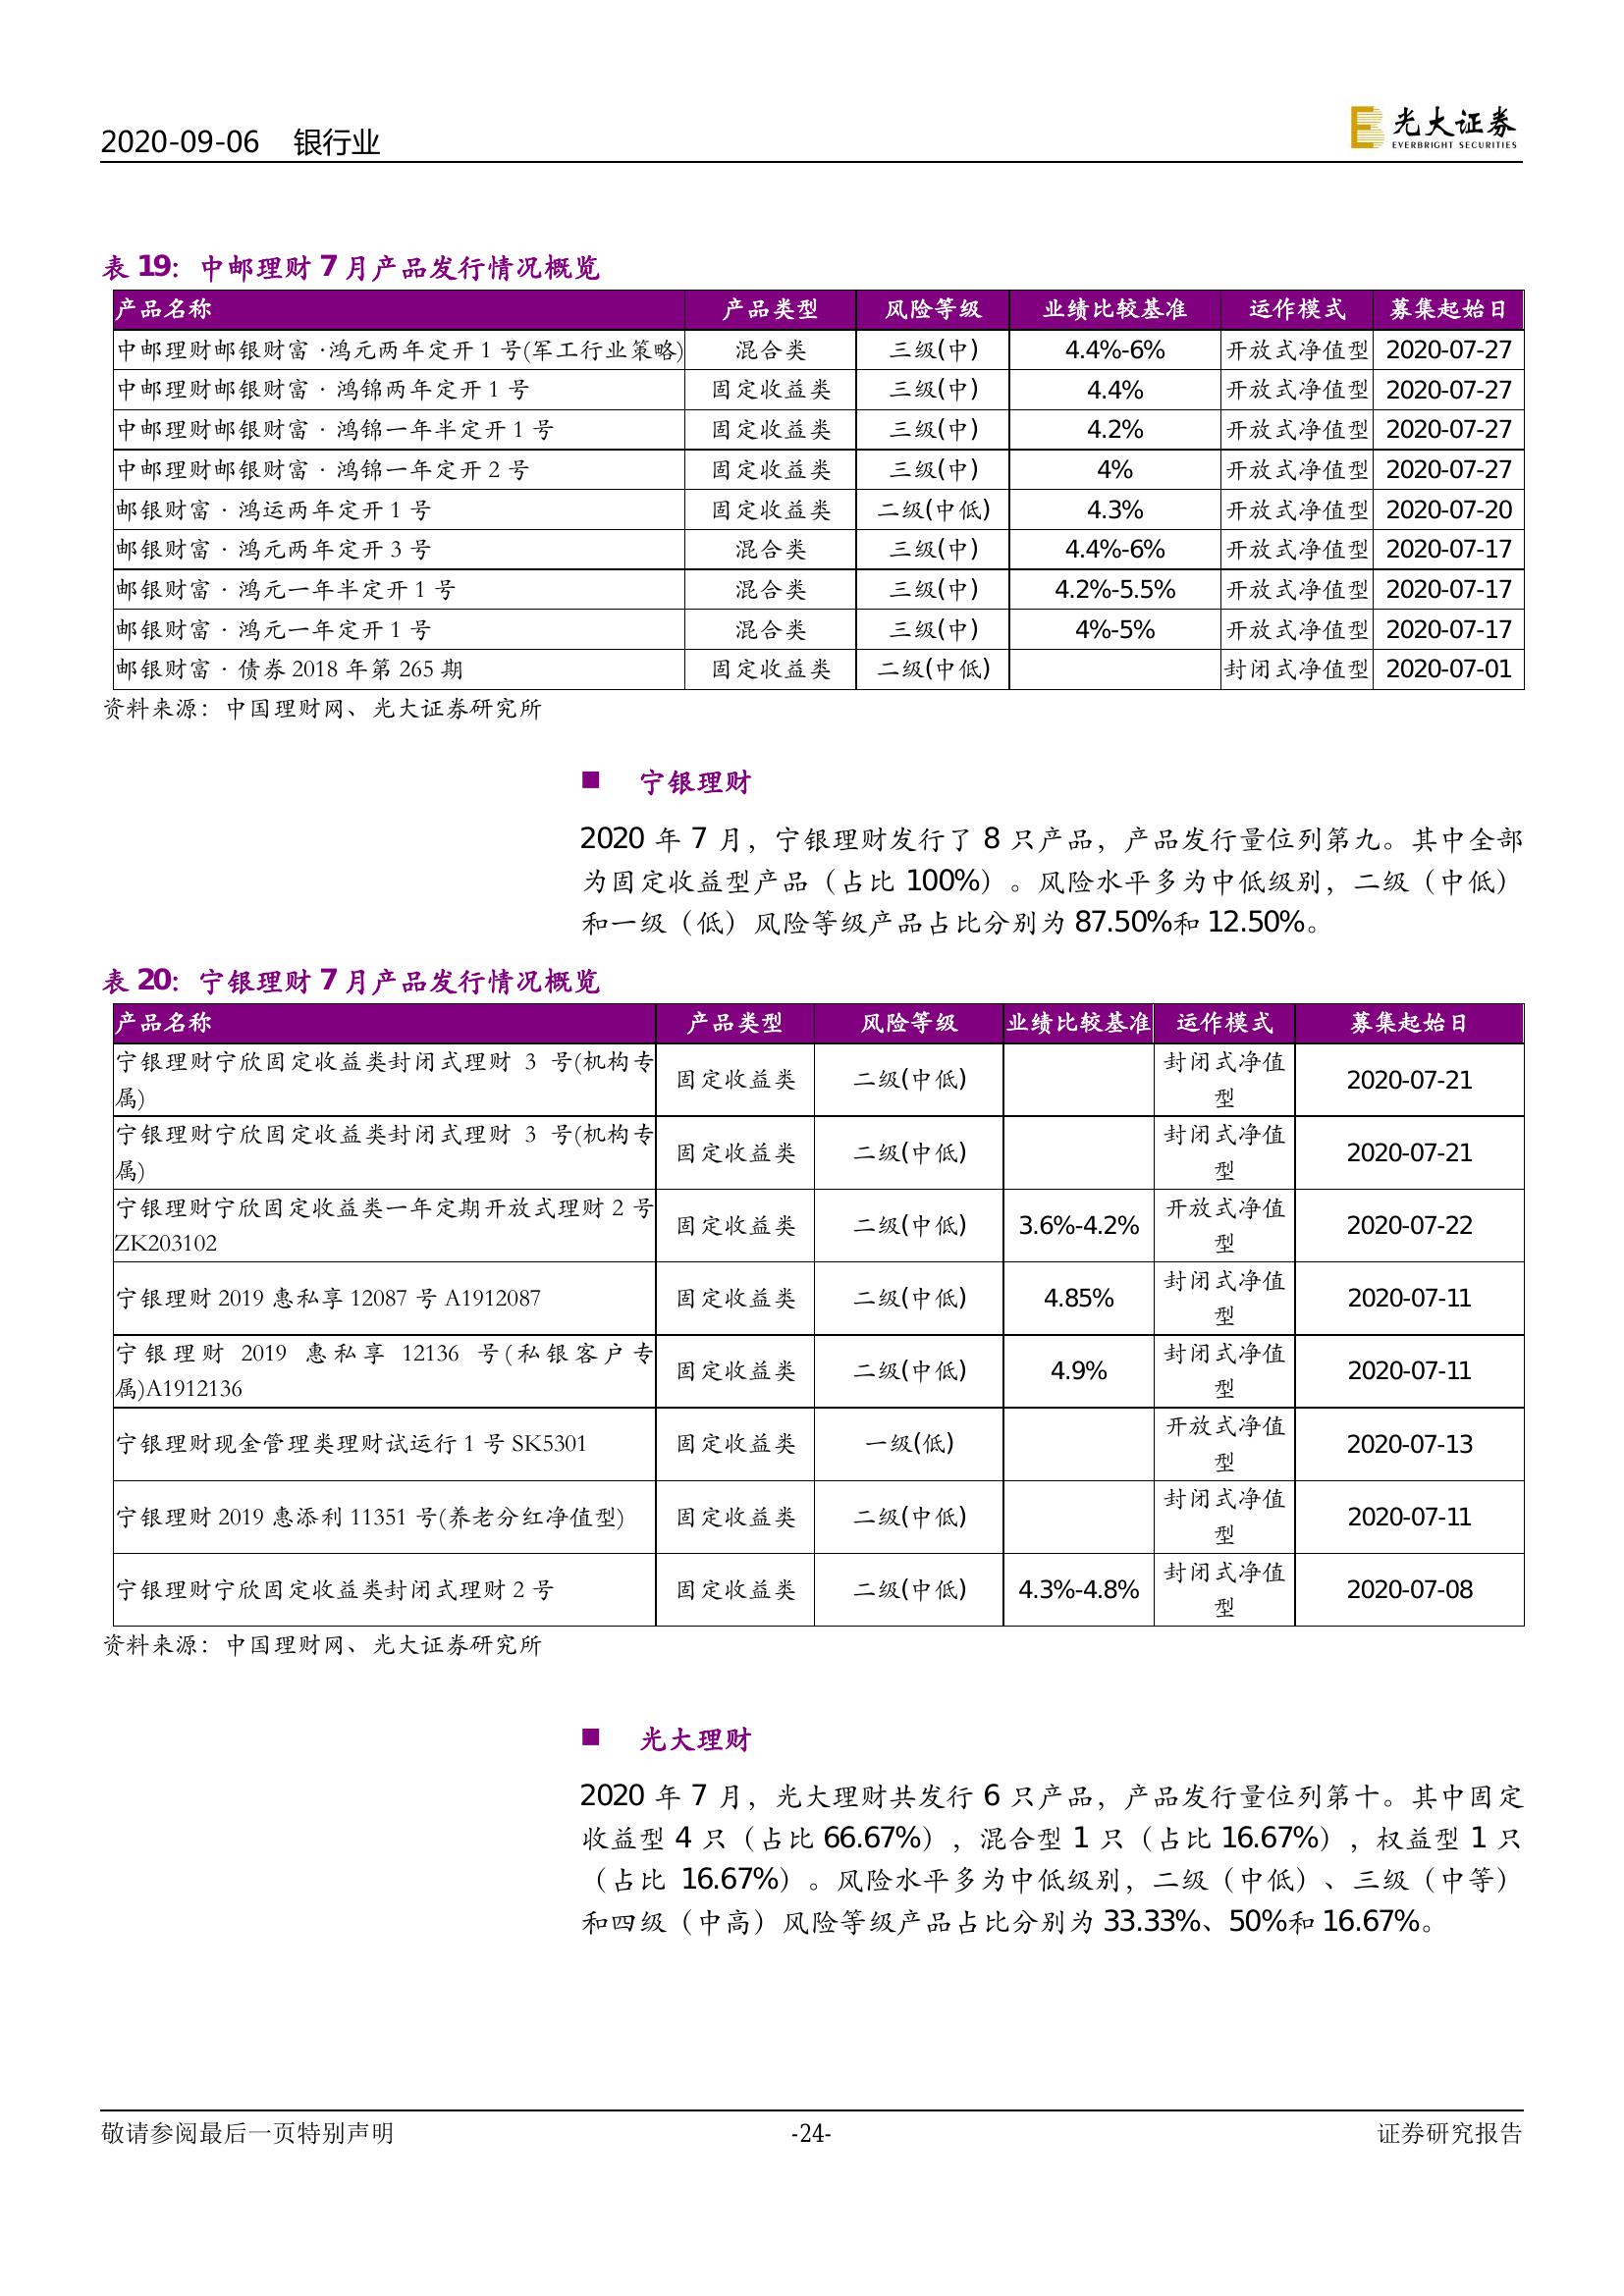 2020-09-06 银行业
光大证券
EVERBRIGHT SECURITIES
表 19：中邮理财 7 月产品发行情况概览
产品名称 产品类型 风险等级 业绩比较基准 运作模式 募集起始日
中邮理财邮银财富 ·鸿元两年定开 1 号(军工行业策略) 混合类 三级(中) 4.4%-6% 开放式净值型 2020-07-27
中邮理财邮银财富 · 鸿锦两年定开 1 号 固定收益类 三级(中) 4.4% 开放式净值型 2020-07-27
中邮理财邮银财富 · 鸿锦一年半定开 1 号 固定收益类 三级(中) 4.2% 开放式净值型 2020-07-27
中邮理财邮银财富 · 鸿锦一年定开 2 号 固定收益类 三级(中) 4% 开放式净值型 2020-07-27
邮银财富 · 鸿运两年定开 1 号 固定收益类 二级(中低) 4.3% 开放式净值型 2020-07-20
邮银财富 · 鸿元两年定开 3 号 混合类 三级(中) 4.4%-6% 开放式净值型 2020-07-17
邮银财富 · 鸿元一年半定开 1 号 混合类 三级(中) 4.2%-5.5% 开放式净值型 2020-07-17
邮银财富 · 鸿元一年定开 1 号 混合类 三级(中) 4%-5% 开放式净值型 2020-07-17
邮银财富 · 债券 2018 年第 265 期 固定收益类 二级(中低) 封闭式净值型 2020-07-01
资料来源：中国理财网、光大证券研究所
■ 宁银理财
2020 年 7 月，宁银理财发行了 8 只产品，产品发行量位列第九。其中全部
为固定收益型产品（占比 100%）。风险水平多为中低级别，二级（中低）
和一级（低）风险等级产品占比分别为 87.50%和 12.50%。
表 20：宁银理财 7 月产品发行情况概览
产品名称 产品类型 风险等级 业绩比较基准 运作模式 募集起始日
宁银理财宁欣固定收益类封闭式理财 3 号(机构专
属) 固定收益类 二级(中低) 封闭式净值
型 2020-07-21
宁银理财宁欣固定收益类封闭式理财 3 号(机构专
属) 固定收益类 二级(中低) 封闭式净值
型 2020-07-21
宁银理财宁欣固定收益类一年定期开放式理财 2 号
ZK203102 固定收益类 二级(中低) 3.6%-4.2% 开放式净值
型 2020-07-22
宁银理财 2019 惠私享 12087 号 A1912087 固定收益类 二级(中低) 4.85% 封闭式净值
型 2020-07-11
宁银理财 2019 惠私享 12136 号(私银客户专
属)A1912136 固定收益类 二级(中低) 4.9% 封闭式净值
型 2020-07-11
宁银理财现金管理类理财试运行 1 号 SK5301 固定收益类 一级(低) 开放式净值
型 2020-07-13
宁银理财 2019 惠添利 11351 号(养老分红净值型) 固定收益类 二级(中低) 封闭式净值
型 2020-07-11
宁银理财宁欣固定收益类封闭式理财 2 号 固定收益类 二级(中低) 4.3%-4.8% 封闭式净值
型 2020-07-08
资料来源：中国理财网、光大证券研究所
■ 光大理财
2020 年 7 月，光大理财共发行 6 只产品，产品发行量位列第十。其中固定
收益型 4 只（占比 66.67%），混合型 1 只（占比 16.67%），权益型 1 只
（占比 16.67%）。风险水平多为中低级别，二级（中低）、三级（中等）
和四级（中高）风险等级产品占比分别为 33.33%、50%和 16.67%。
敬请参阅最后一页特别声明 -24- 证券研究报告